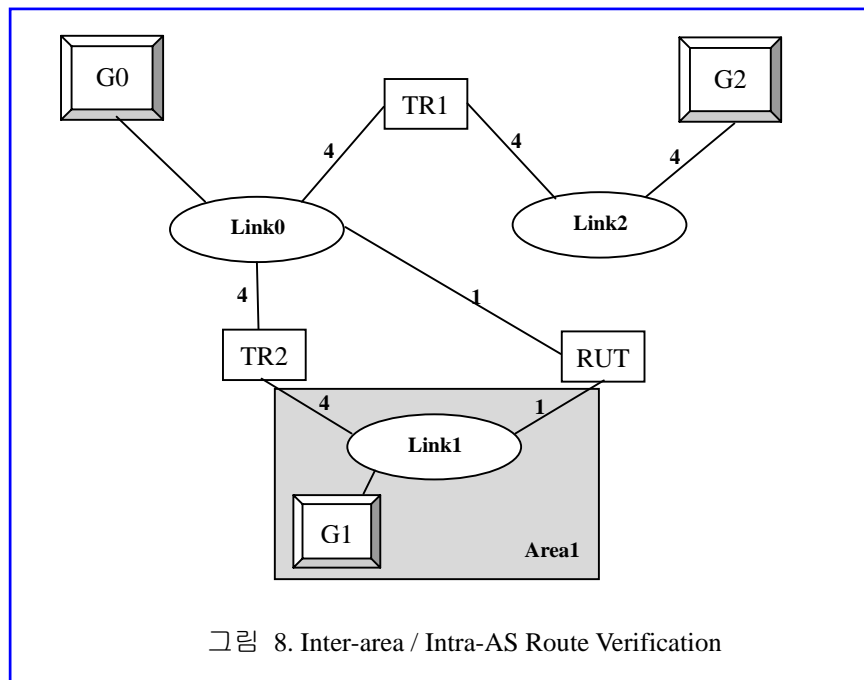 G0
TR1
G2
4
4
4
Link0
Link2
4
1
TR2
RUT
4
1
Link1
G1
Area1
그림 8. Inter-area / Intra-AS Route Verification